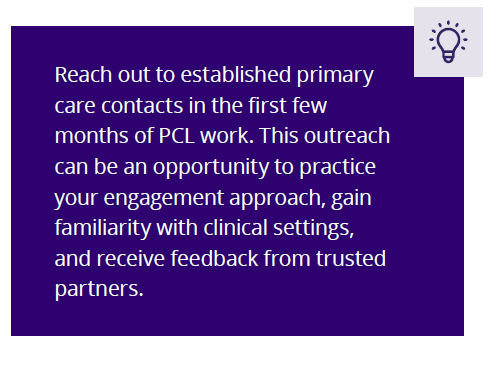 Reach out to established primary
care contacts in the first few
months of PCL work. This outreach
can be an opportunity to practice
your engagement approach, gain
familiarity with clinical settings,
and receive feedback from trusted
partners.